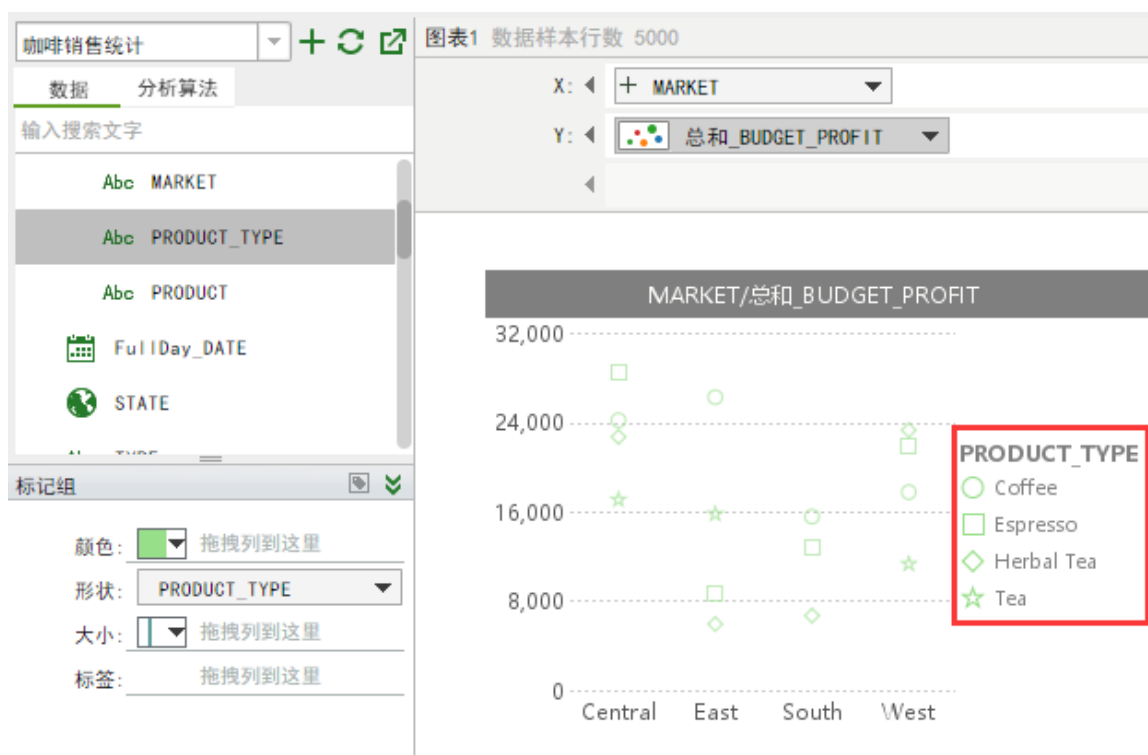 咖啡销售统计
数据 分析算法
输入搜索文字
Abc MARKET
Abc PRODUCT_TYPE
Abc PRODUCT
FullDay_DATE
STATE
标记组
颜色: 拖拽列到这里
形状: PRODUCT_TYPE
大小: 拖拽列到这里
标签: 拖拽列到这里
图表1 数据样本行数 5000
X: MARKET
Y: 总和_BUDGET_PROFIT
MARKET/总和_BUDGET_PROFIT
32,000
24,000
16,000
8,000
0
Central East South West
PRODUCT_TYPE
Coffee
Espresso
Herbal Tea
Tea